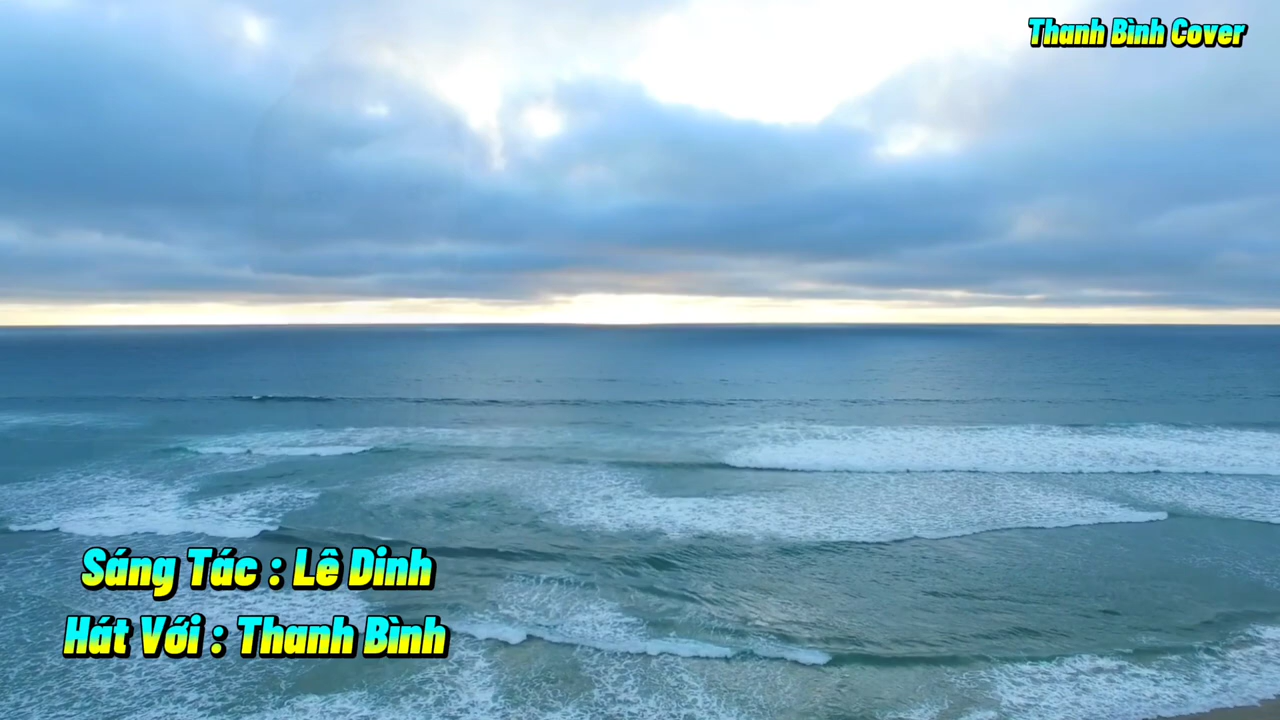 Thanh Bình Cover
Sáng Tác : Lê Dinh
Hát Với : Thanh Bình